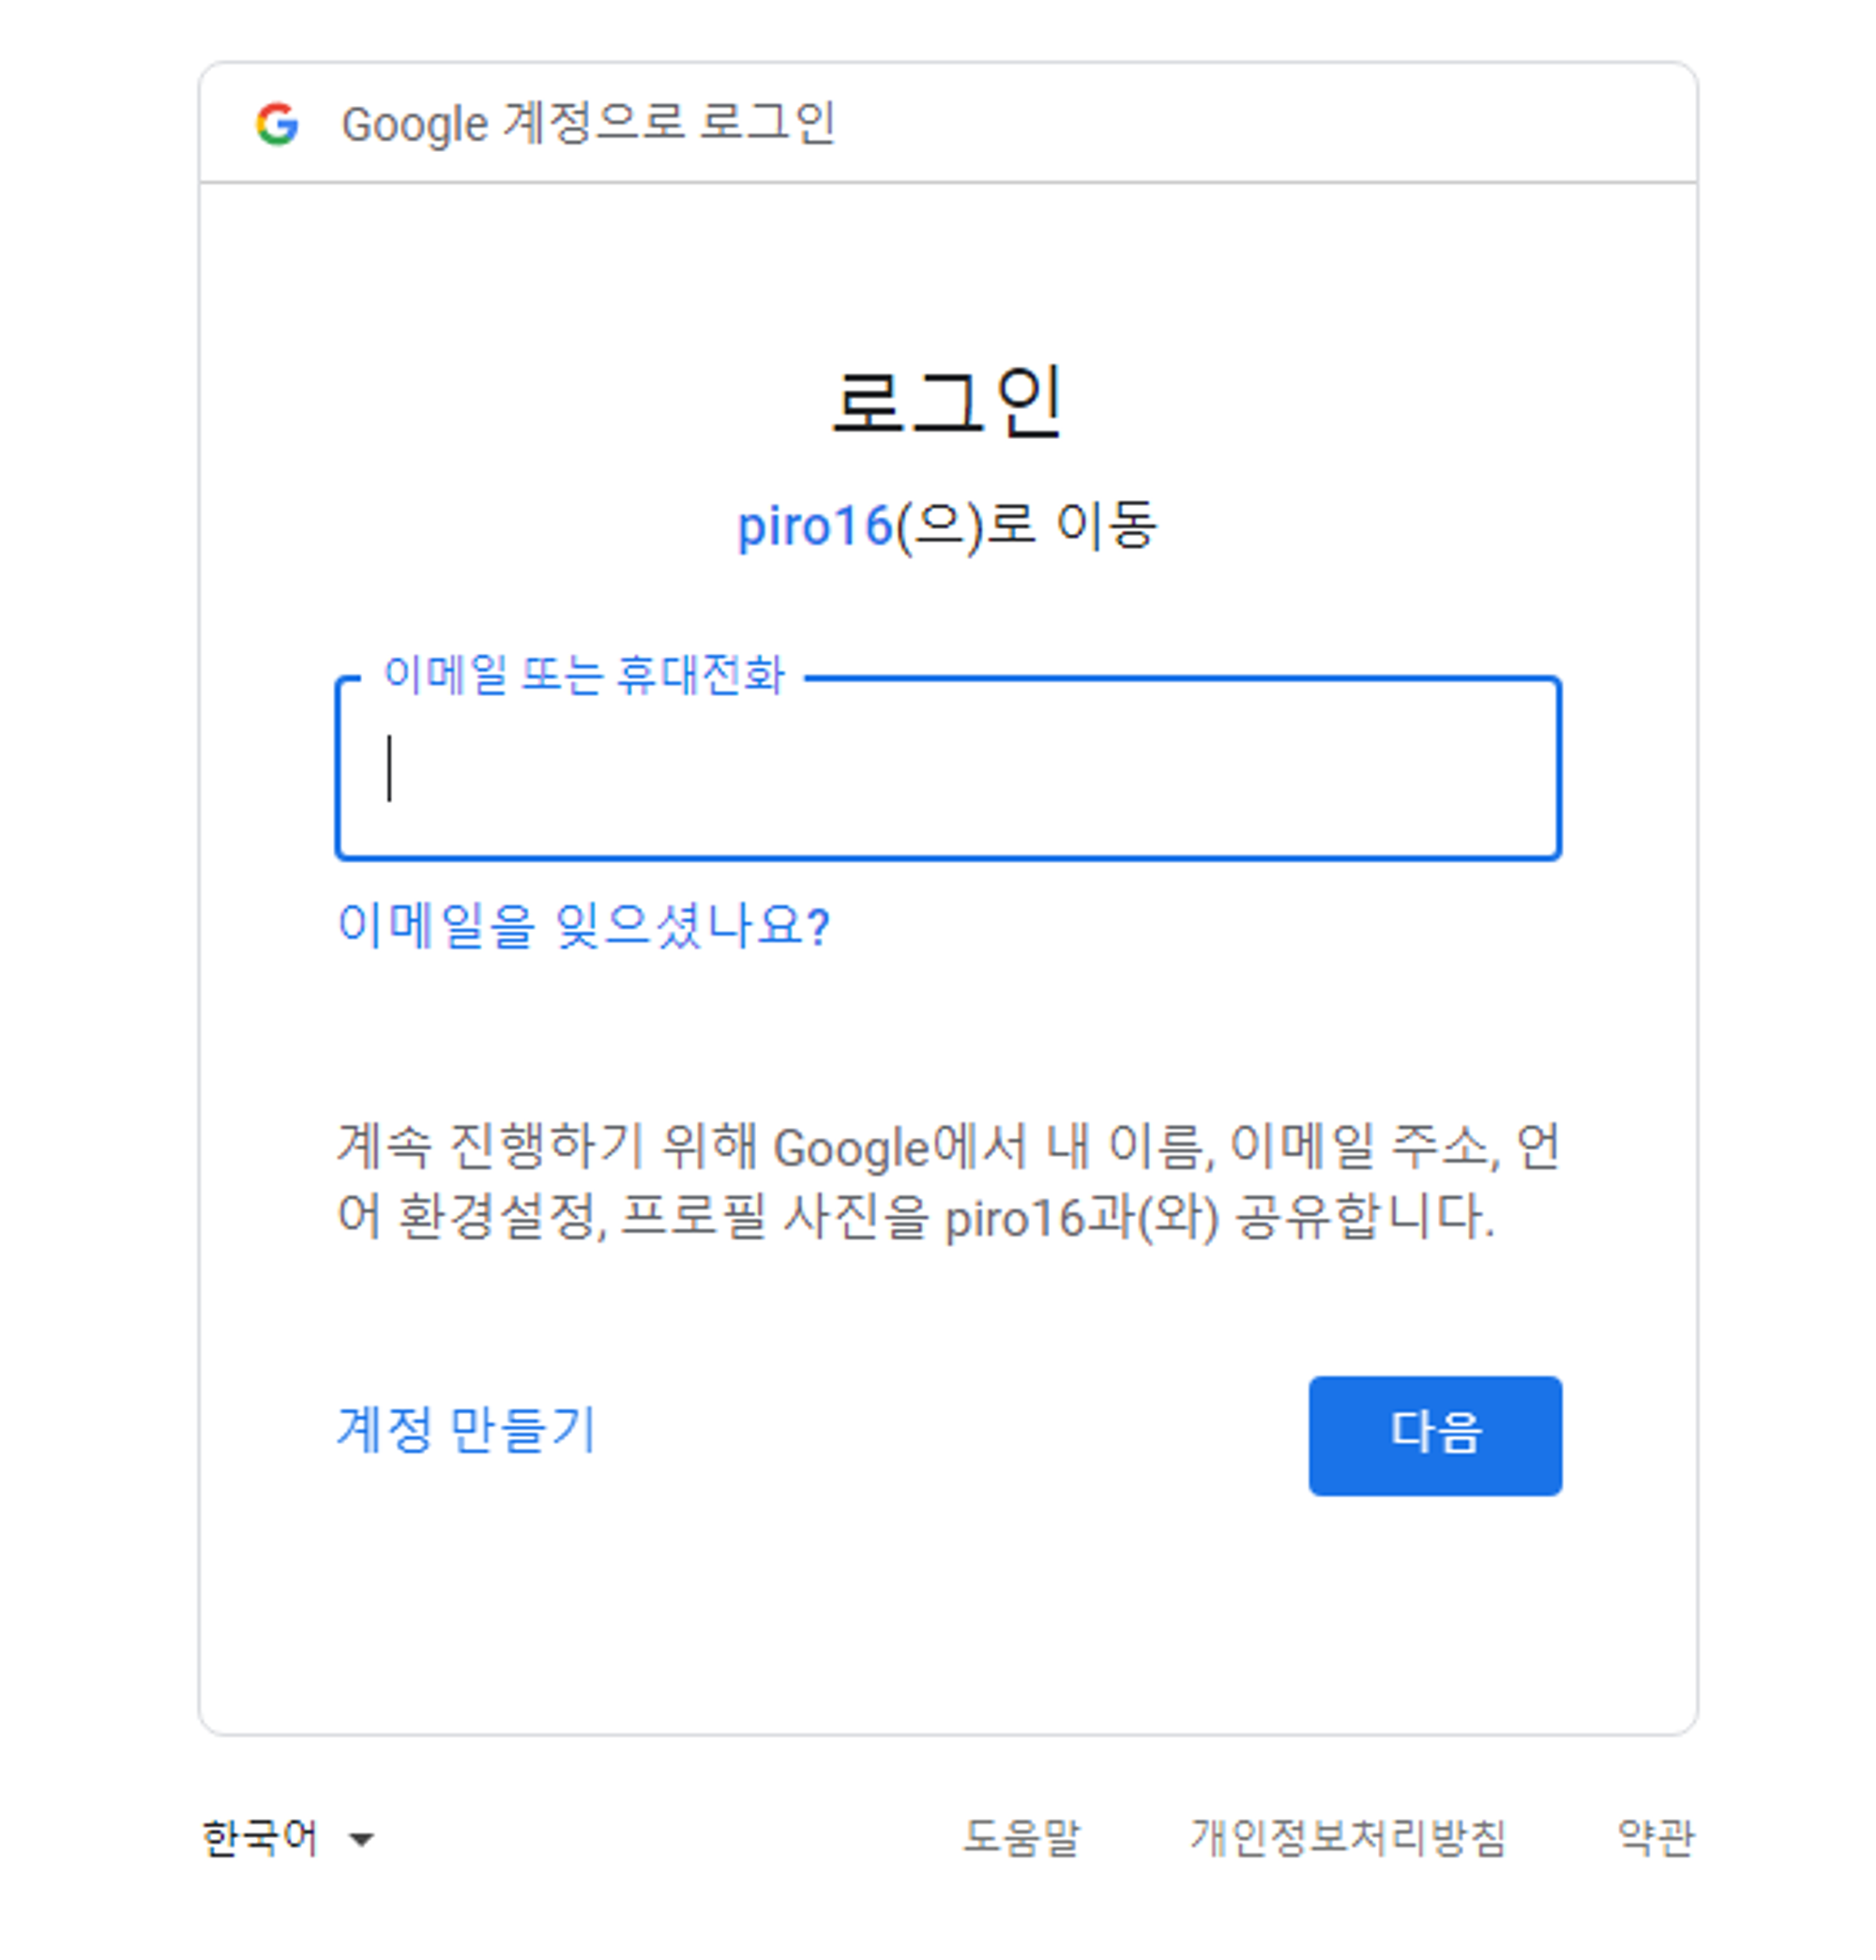 Google 계정으로 로그인
로그인
piro16(으)로 이동
이메일 또는 휴대전화
이메일을 잊으셨나요?
계속 진행하기 위해 Google에서 내 이름, 이메일 주소, 언
어 환경설정, 프로필 사진을 piro16과(와) 공유합니다.
계정 만들기
다음
한국어
도움말
개인정보처리방침
약관